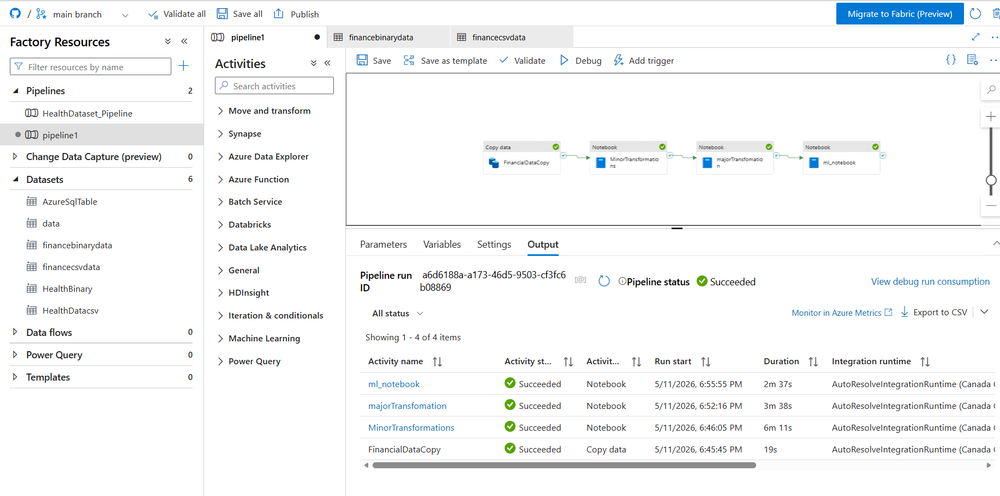 / main branch
Validate all
Save all
Publish
Migrate to Fabric (Preview)
Factory Resources
Filter resources by name
Pipelines 2
HealthDataset_Pipeline
pipeline1
Change Data Capture (preview) 0
Datasets 6
AzureSqlTable
data
financebinarydata
financecsvdata
HealthBinary
HealthDatacsv
Data flows 0
Power Query 0
Templates 0
pipeline1
financebinarydata
financecsvdata
Activities
Search activities
Move and transform
Synapse
Azure Data Explorer
Azure Function
Batch Service
Databricks
Data Lake Analytics
General
HDInsight
Iteration & conditionals
Machine Learning
Power Query
Save
Save as template
Validate
Debug
Add trigger
Copy data
FinancialDataCopy
Notebook
MinorTransformatio
ns
Notebook
majorTransfomatio
n
Notebook
ml_notebook
Parameters Variables Settings Output
Pipeline run
ID
a6d6188a-a173-46d5-9503-cf3fc6
b08869
Pipeline status Succeeded
View debug run consumption
All status
Monitor in Azure Metrics
Export to CSV
Showing 1 - 4 of 4 items
Activity name Activity st... Activit... Run start Duration Integration runtime
ml_notebook Succeeded Notebook 5/11/2026, 6:55:55 PM 2m 37s AutoResolveIntegrationRuntime (Canada
majorTransfomation Succeeded Notebook 5/11/2026, 6:52:16 PM 3m 38s AutoResolveIntegrationRuntime (Canada
MinorTransformations Succeeded Notebook 5/11/2026, 6:46:05 PM 6m 11s AutoResolveIntegrationRuntime (Canada
FinancialDataCopy Succeeded Copy data 5/11/2026, 6:45:45 PM 19s AutoResolveIntegrationRuntime (Canada